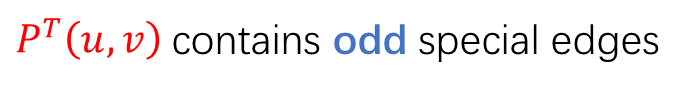 P^T(u, v) contains odd special edges